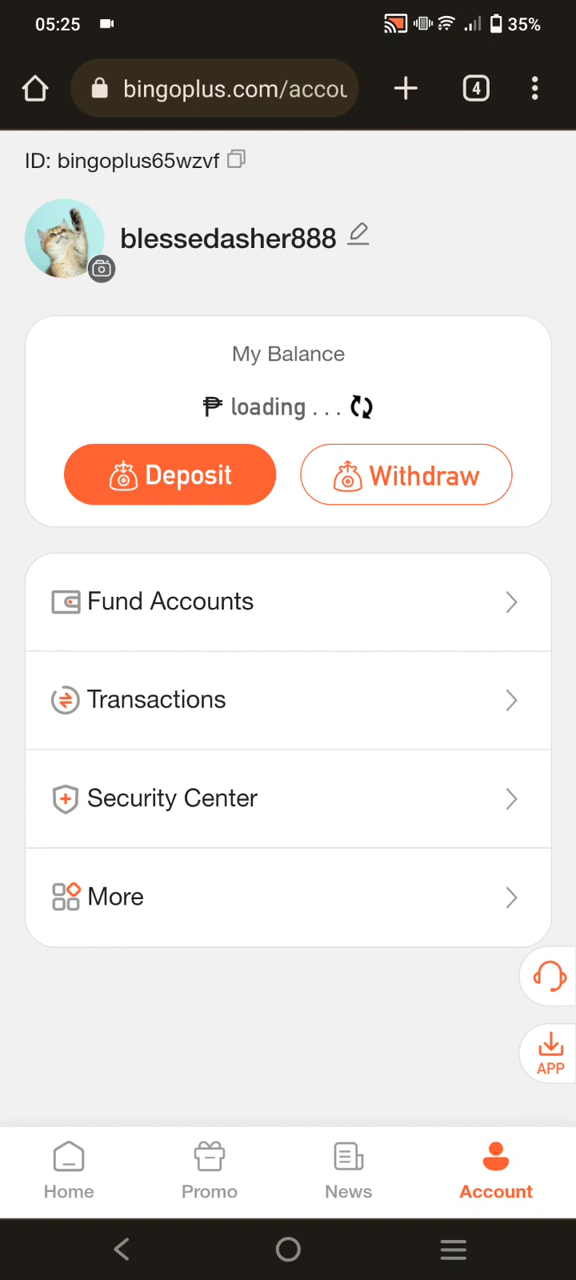 05:25
35%
bingoplus.com/accou
4
ID: bingoplus65wzvf
blessedasher888
My Balance
₱ loading . . .
Deposit
Withdraw
Fund Accounts
Transactions
Security Center
More
APP
Home
Promo
News
Account